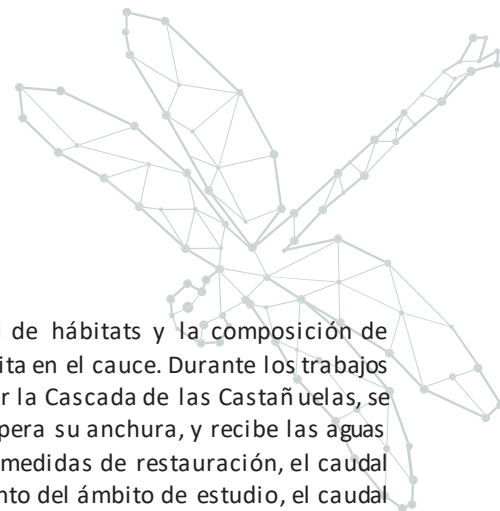 de hábitats y la composición de
ita en el cauce. Durante los trabajos
r la Cascada de las Castañuelas, se
pera su anchura, y recibe las aguas
medidas de restauración, el caudal
nto del ámbito de estudio, el caudal